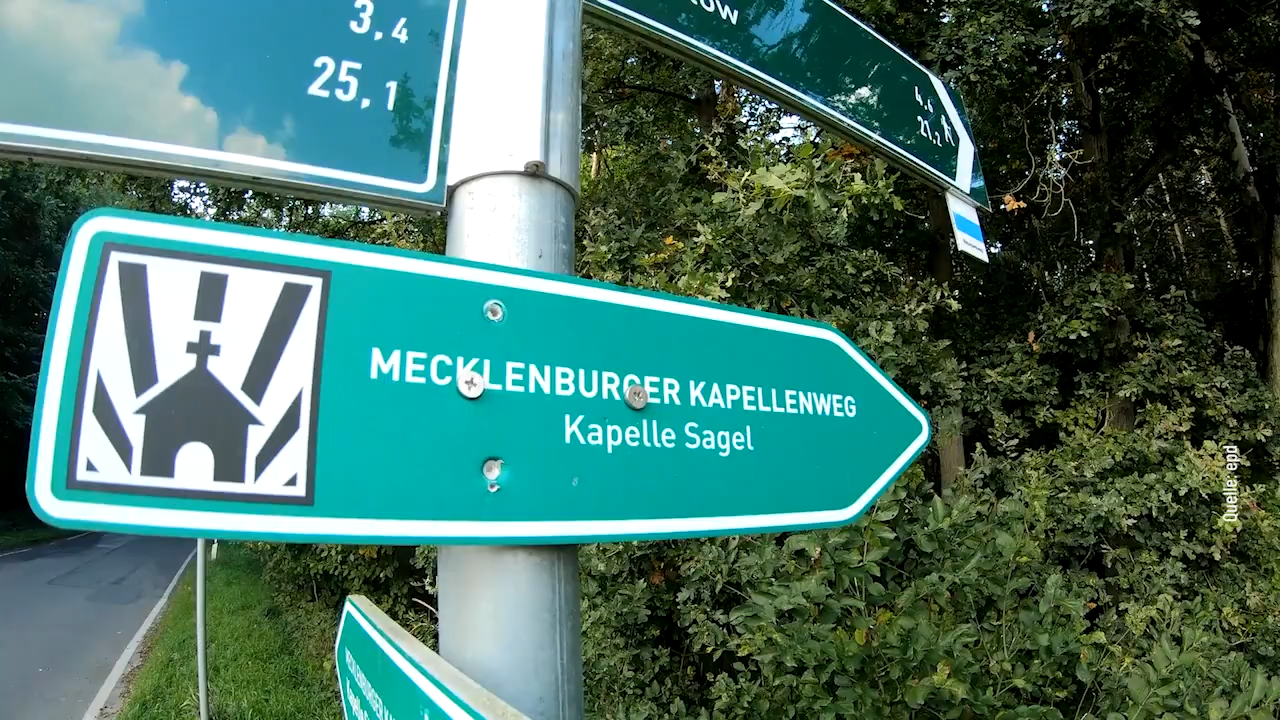 3,4
25,1
MECKLENBURGER KAPELLENWEG
Kapelle Sagel
Quelle: epd